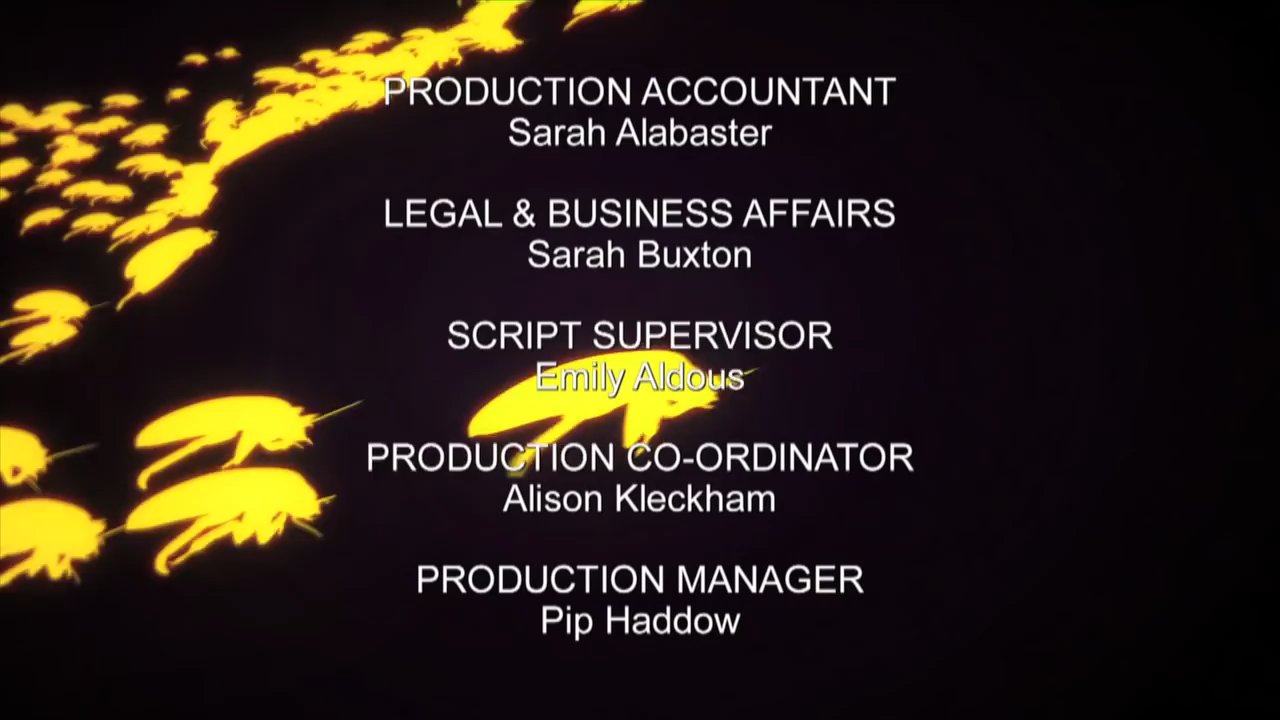 PRODUCTION ACCOUNTANT
Sarah Alabaster
LEGAL & BUSINESS AFFAIRS
Sarah Buxton
SCRIPT SUPERVISOR
Emily Aldous
PRODUCTION CO-ORDINATOR
Alison Kleckham
PRODUCTION MANAGER
Pip Haddow